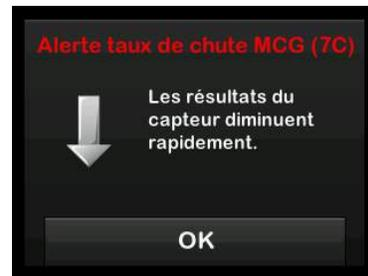 Alerte taux de chute MCG (7C)
Les résultats du
capteur diminuent
rapidement.
OK